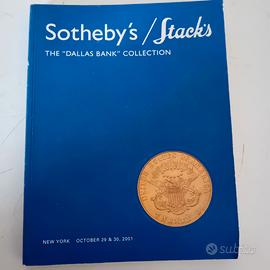 Sotheby's / Stack's
THE "DALLAS BANK" COLLECTION
NEW YORK OCTOBER 29 & 30, 2001
subito